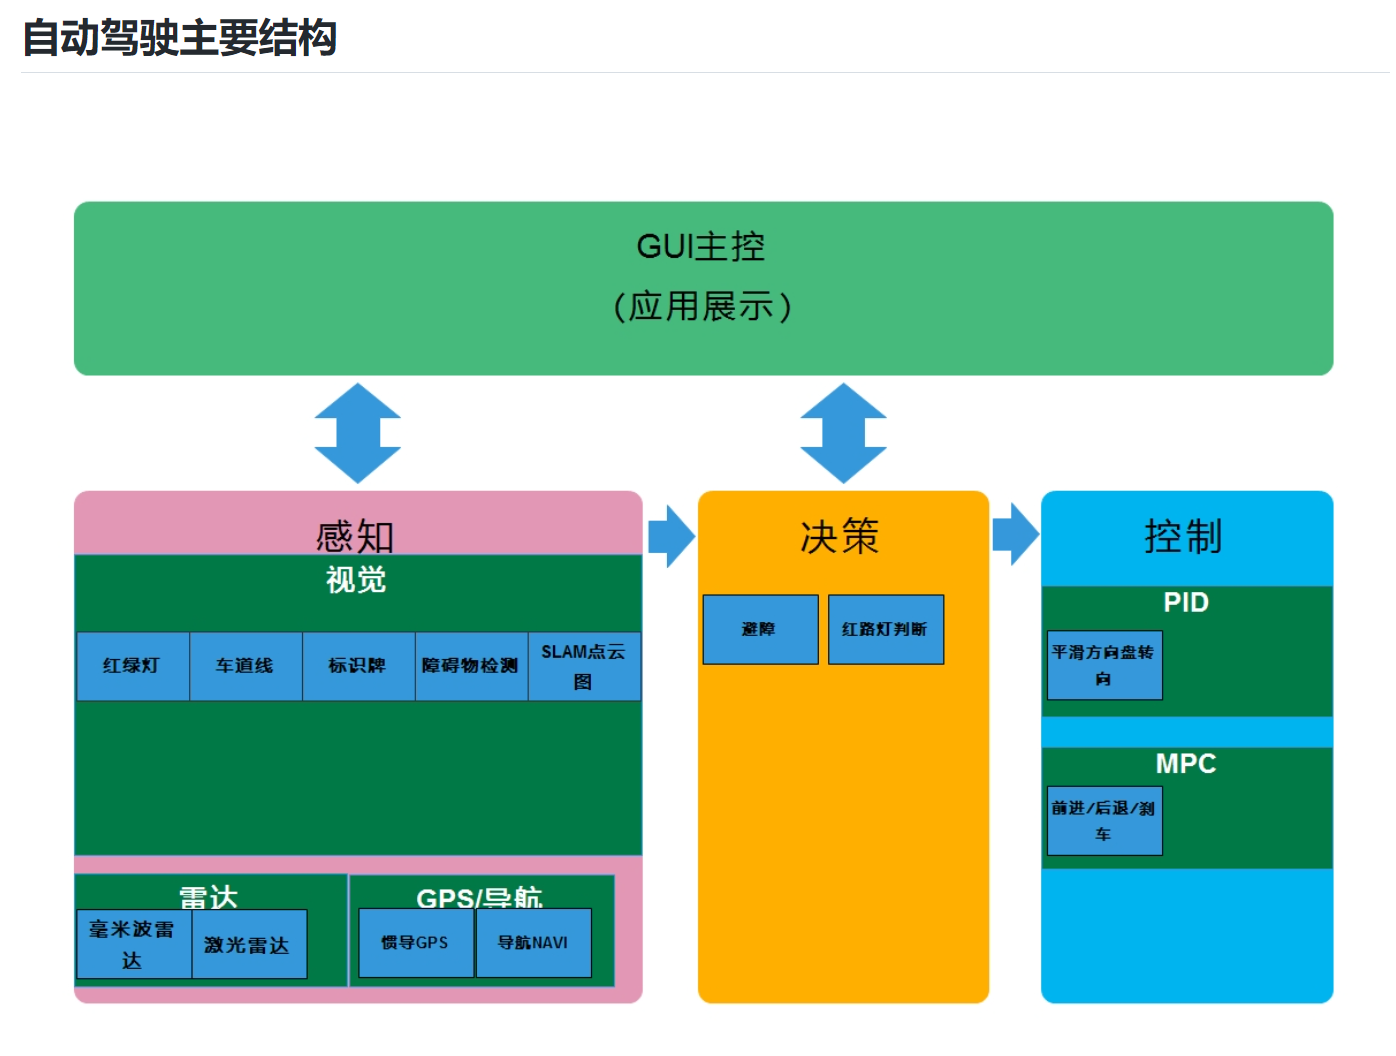 自动驾驶主要结构
GUI主控
（应用展示）
感知
决策
控制
视觉
红绿灯
车道线
标识牌
障碍物检测
SLAM点云
图
避障
红路灯判断
PID
平滑方向盘转
向
MPC
前进/后退/刹
车
雷达
毫米波雷
达
激光雷达
GPS/导航
惯导GPS
导航NAVI